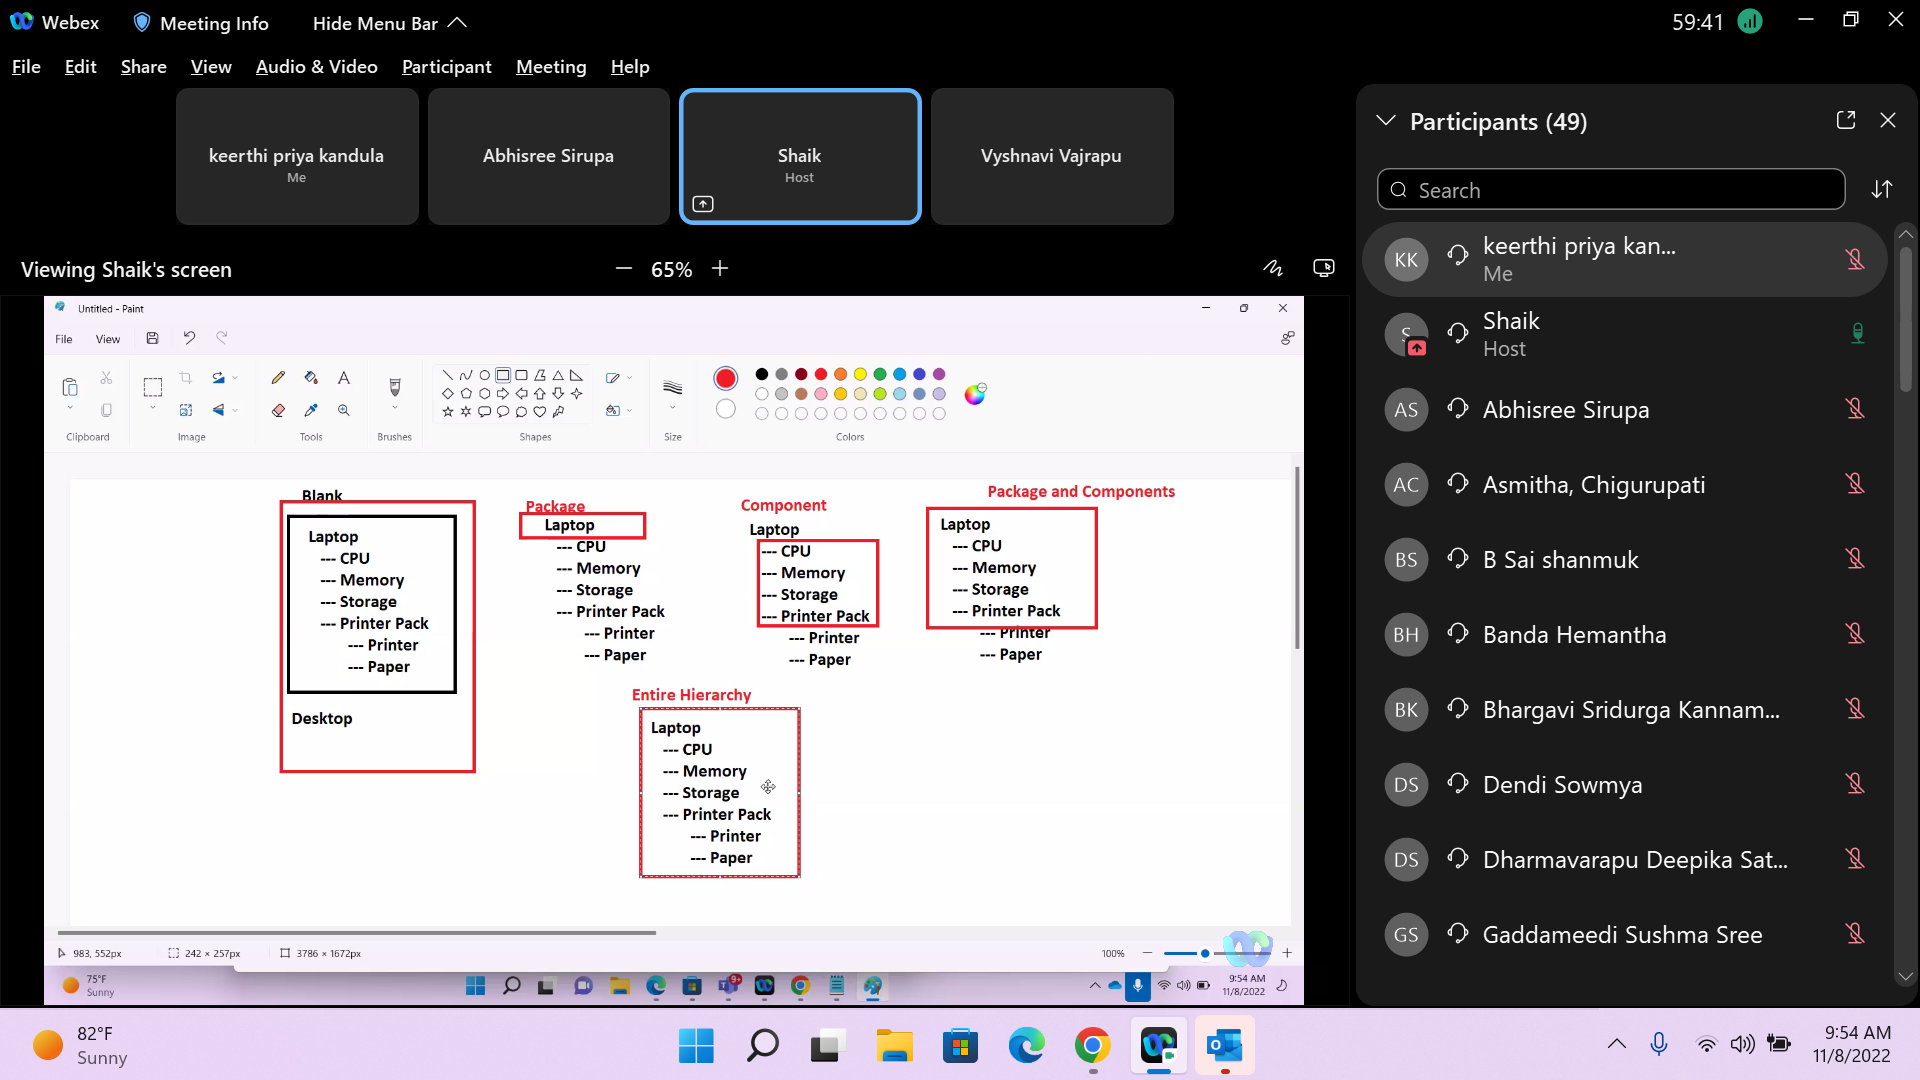 Webex
Meeting Info
Hide Menu Bar
59:41
File
Edit
Share
View
Audio & Video
Participant
Meeting
Help
keerthi priya kandula
Me
Abhisree Sirupa
Shaik
Host
Vyshnavi Vajrapu
Viewing Shaik's screen
65%
Untitled - Paint
File
View
Clipboard
Image
Tools
Brushes
Shapes
Size
Colors
Blank
Laptop
--- CPU
--- Memory
--- Storage
--- Printer Pack
--- Printer
--- Paper
Desktop
Package
Laptop
--- CPU
--- Memory
--- Storage
--- Printer Pack
--- Printer
--- Paper
Component
Laptop
--- CPU
--- Memory
--- Storage
--- Printer Pack
--- Printer
--- Paper
Package and Components
Laptop
--- CPU
--- Memory
--- Storage
--- Printer Pack
--- Printer
--- Paper
Entire Hierarchy
Laptop
--- CPU
--- Memory
--- Storage
--- Printer Pack
--- Printer
--- Paper
983, 552px
242 × 257px
3786 × 1672px
100%
75°F
Sunny
9+
9:54 AM
11/8/2022
Participants (49)
Search
KK
keerthi priya kan...
Me
S
Shaik
Host
AS
Abhisree Sirupa
AC
Asmitha, Chigurupati
BS
B Sai shanmuk
BH
Banda Hemantha
BK
Bhargavi Sridurga Kannam...
DS
Dendi Sowmya
DS
Dharmavarapu Deepika Sat...
GS
Gaddameedi Sushma Sree
82°F
Sunny
9:54 AM
11/8/2022